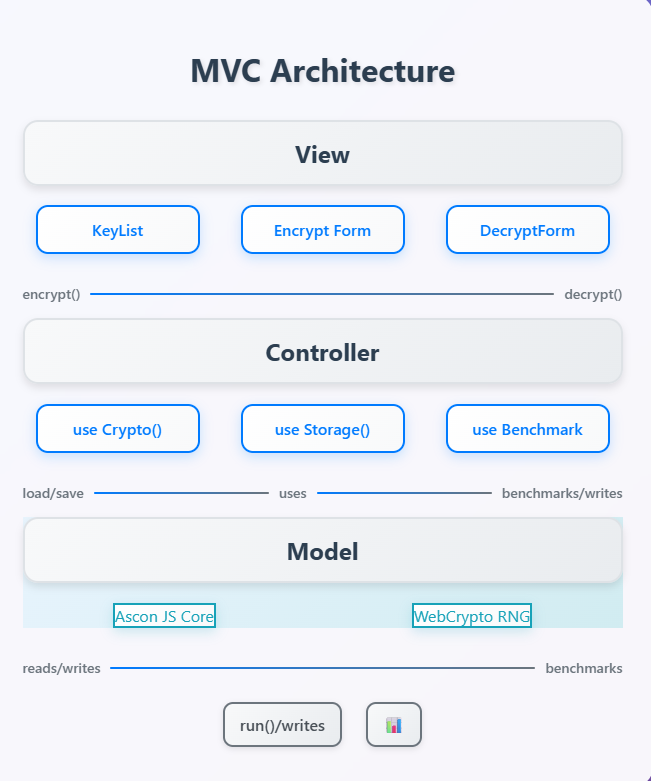 MVC Architecture
View
KeyList
Encrypt Form
DecryptForm
encrypt()
decrypt()
Controller
use Crypto()
use Storage()
use Benchmark
load/save
uses
benchmarks/writes
Model
Ascon JS Core
WebCrypto RNG
reads/writes
benchmarks
run()/writes